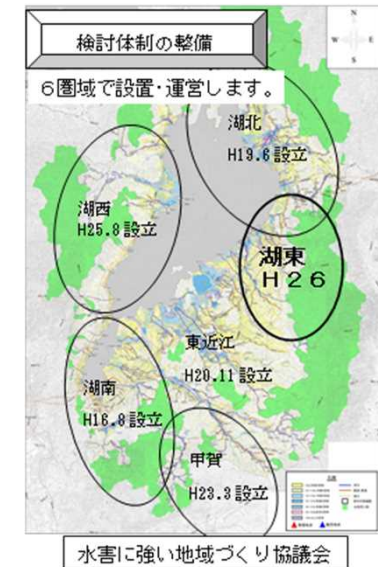 検討体制の整備
N
W
S
6圏域で設置・運営します。
湖北
H19.6設立
湖西
H25.8設立
湖東
H26
東近江
H20.11設立
湖南
H16.8設立
甲賀
H23.3設立
水害に強い地域づくり協議会